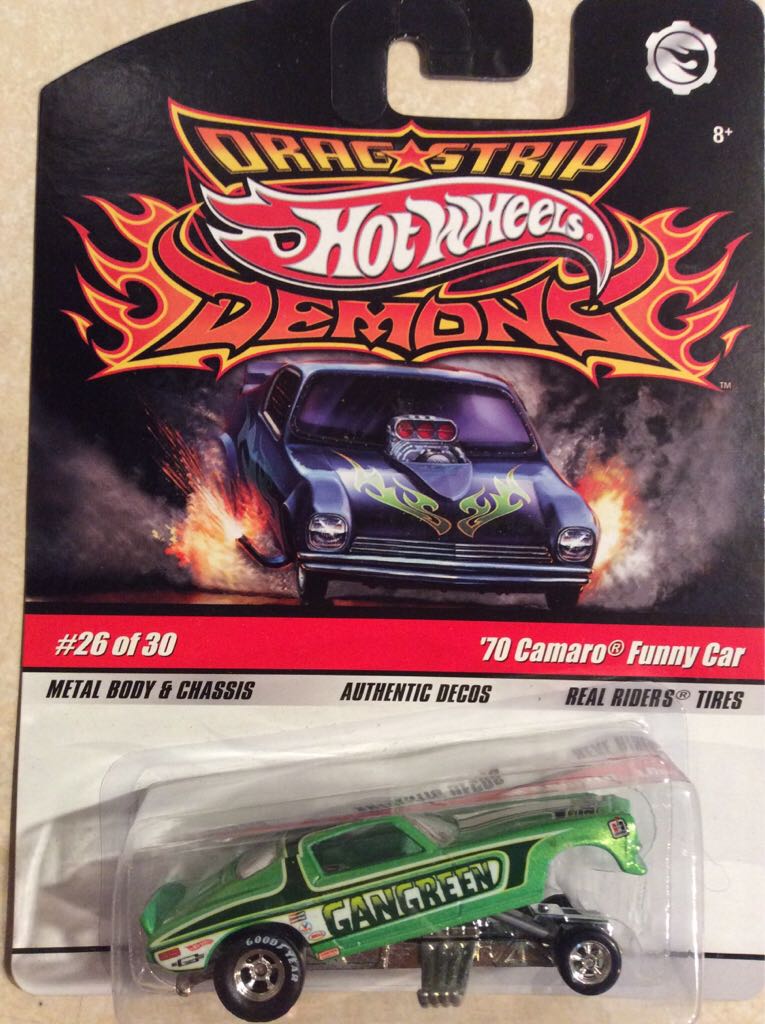 8+
DRAG★STRIP
HOT WHEELS®
DEMONS™
#26 of 30
'70 Camaro® Funny Car
METAL BODY & CHASSIS
AUTHENTIC DECOS
REAL RIDERS® TIRES
GANGREEN
GOODYEAR